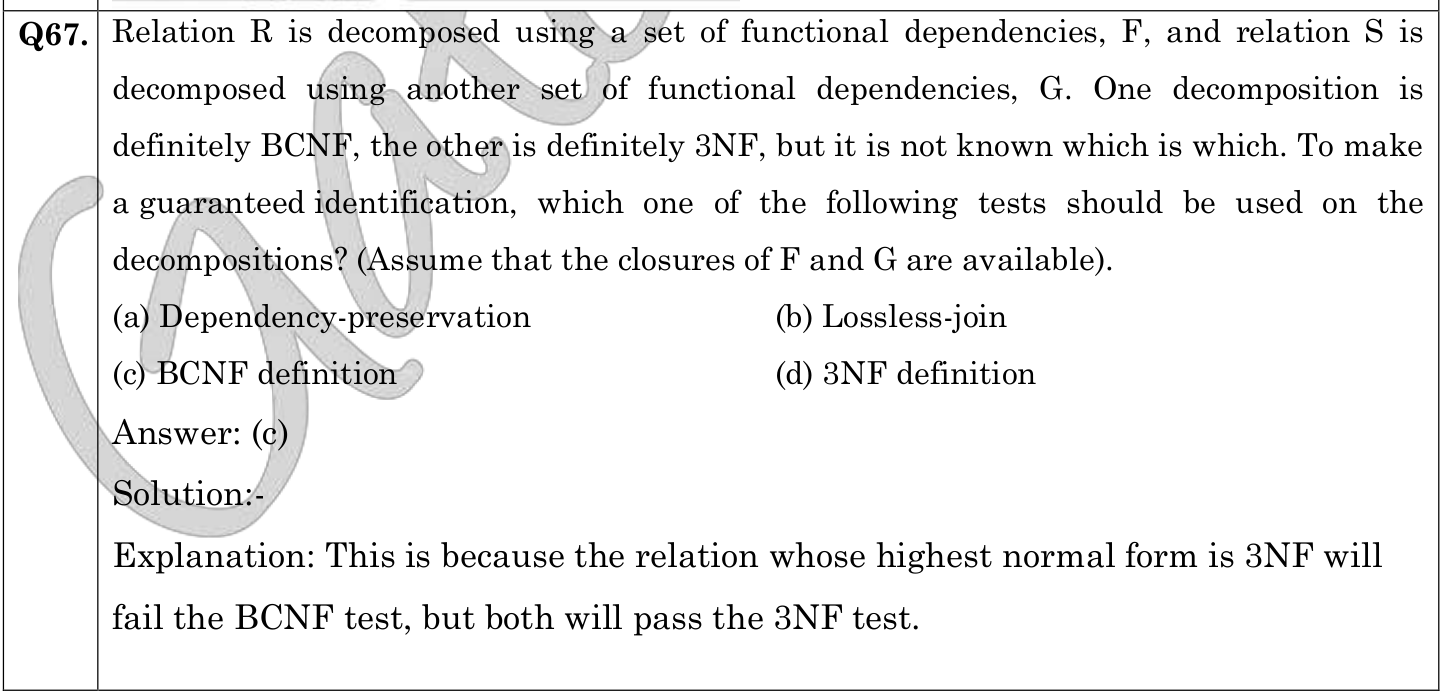 Q67. Relation R is decomposed using a set of functional dependencies, F, and relation S is
decomposed using another set of functional dependencies, G. One decomposition is
definitely BCNF, the other is definitely 3NF, but it is not known which is which. To make
a guaranteed identification, which one of the following tests should be used on the
decompositions? (Assume that the closures of F and G are available).
(a) Dependency-preservation (b) Lossless-join
(c) BCNF definition (d) 3NF definition
Answer: (c)
Solution:-
Explanation: This is because the relation whose highest normal form is 3NF will
fail the BCNF test, but both will pass the 3NF test.